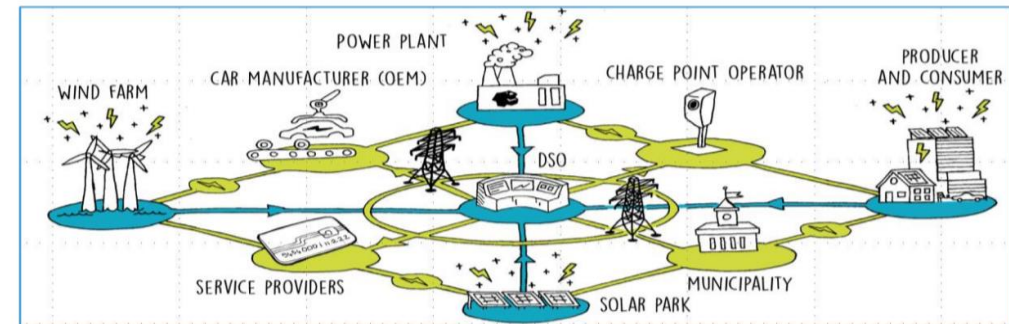 POWER PLANT
CAR MANUFACTURER (OEM)
CHARGE POINT OPERATOR
PRODUCER
AND CONSUMER
WIND FARM
DSO
SERVICE PROVIDERS
MUNICIPALITY
SOLAR PARK